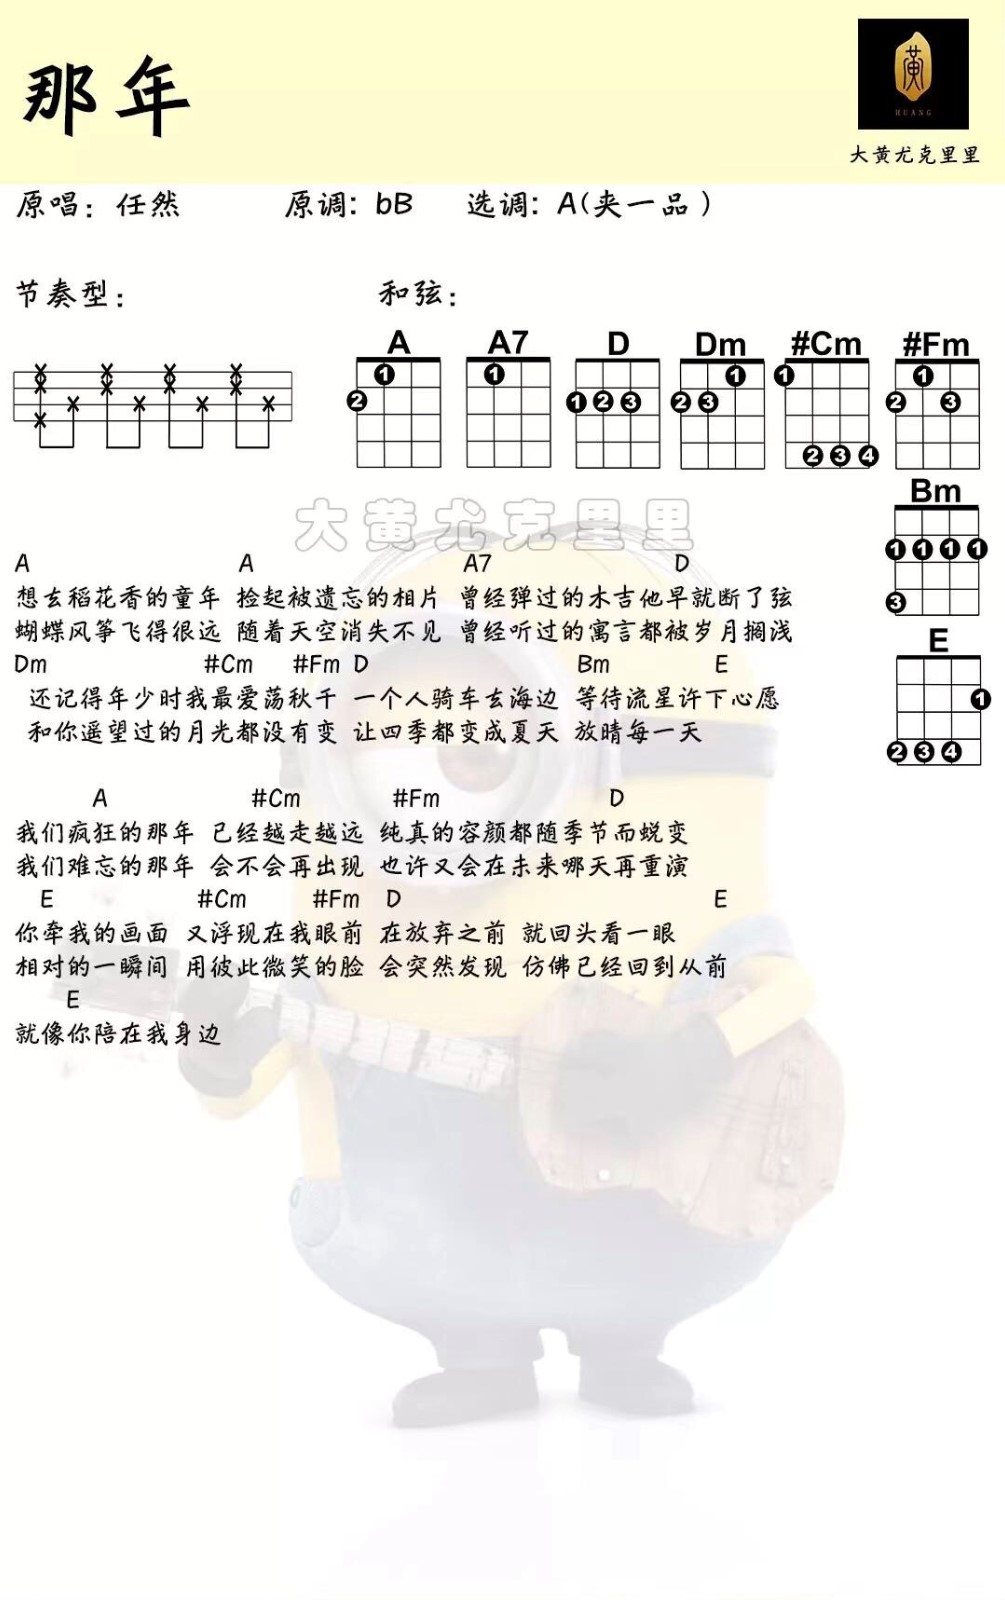 那年
黄
HUANG
大黄尤克里里
原唱：任然 原调: bB 选调: A(夹一品)
节奏型: 和弦:
A A7 D Dm #Cm #Fm
1 1 1 1 1
2 1 2 3 2 3 2 3
2 3 4
Bm
1 1 1 1
3
E
1
2 3 4
大黄尤克里里
A A A7 D
想去稻花香的童年 捡起被遗忘的相片 曾经弹过的木吉他早就断了弦
蝴蝶风筝飞得很远 随着天空消失不见 曾经听过的寓言都被岁月搁浅
Dm #Cm #Fm D Bm E
还记得年少时我最爱荡秋千 一个人骑车去海边 等待流星许下心愿
和你遥望过的月光都没有变 让四季都变成夏天 放晴每一天
A #Cm #Fm D
我们疯狂的那年 已经越走越远 纯真的容颜都随季节而蜕变
我们难忘的那年 会不会再出现 也许又会在未来哪天再重演
E #Cm #Fm D E
你牵我的画面 又浮现在我眼前 在放弃之前 就回头看一眼
相对的一瞬间 用彼此微笑的脸 会突然发现 仿佛已经回到从前
E
就像你陪在我身边